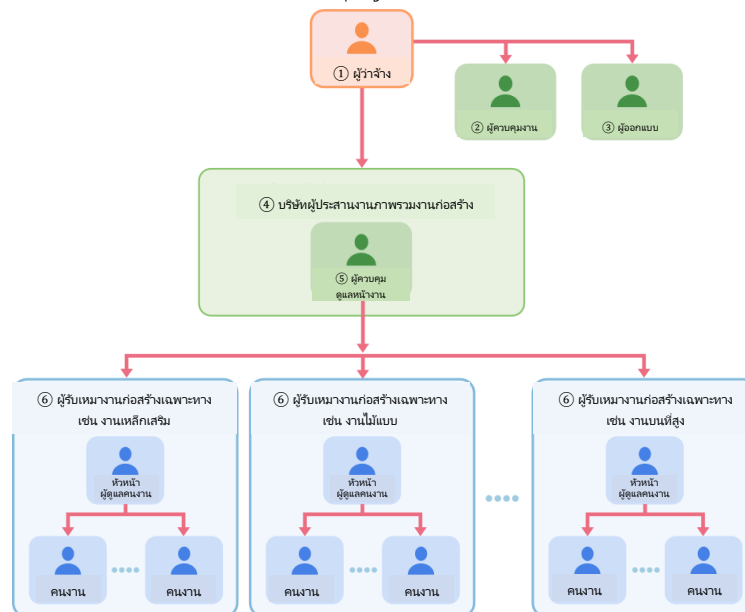 ① ผู้ว่าจ้าง
② ผู้ควบคุมงาน
③ ผู้ออกแบบ
④ บริษัทผู้ประสานงานภาพรวมงานก่อสร้าง
⑤ ผู้ควบคุม
ดูแลหน้างาน
⑥ ผู้รับเหมางานก่อสร้างเฉพาะทาง
เช่น งานเหล็กเสริม
หัวหน้า
ผู้ดูแลคนงาน
คนงาน
คนงาน
⑥ ผู้รับเหมางานก่อสร้างเฉพาะทาง
เช่น งานไม้แบบ
หัวหน้า
ผู้ดูแลคนงาน
คนงาน
คนงาน
⑥ ผู้รับเหมางานก่อสร้างเฉพาะทาง
เช่น งานบนที่สูง
หัวหน้า
ผู้ดูแลคนงาน
คนงาน
คนงาน